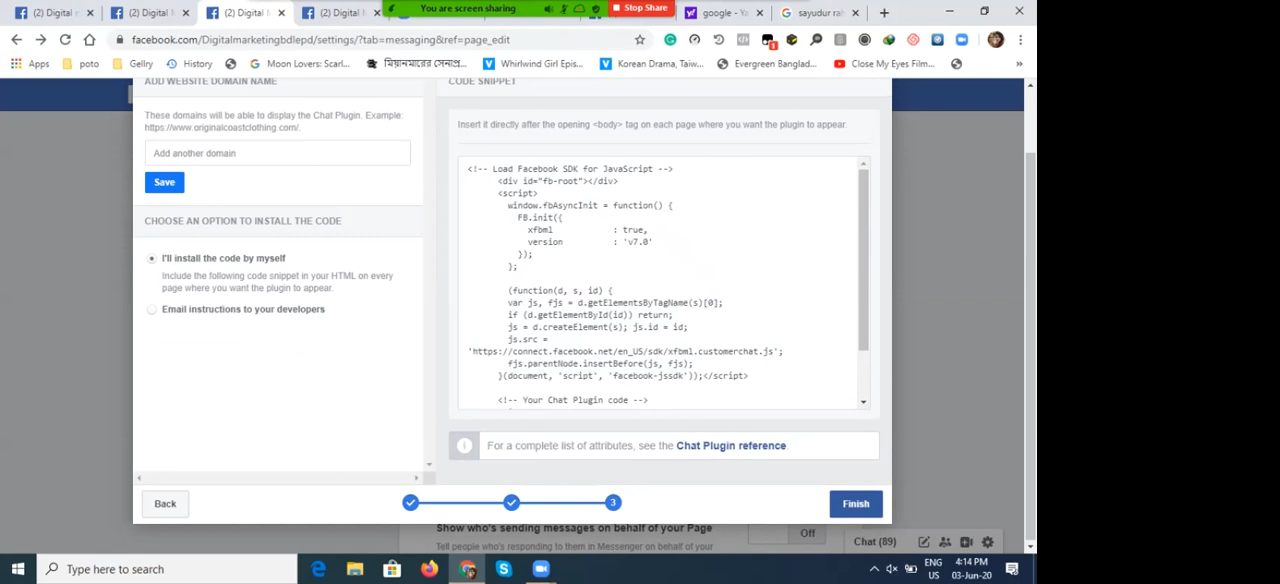 (2) Digital e
(2) Digital M
(2) Digital I
(2) Digital M
You are screen sharing
Stop Share
google - Ya
sayudur rah
facebook.com/Digitalmarketingbdlepd/settings/?tab=messaging&ref=page_edit
Apps
poto
Gellry
History
Moon Lovers: Scarl...
মিয়ানমারের সেনাপ্র...
Whirlwind Girl Epis...
Korean Drama, Taiw...
Evergreen Banglad...
Close My Eyes Film...
»
ADD WEBSITE DOMAIN NAME
These domains will be able to display the Chat Plugin. Example:
https://www.originalcoastclothing.com/.
Add another domain
Save
CHOOSE AN OPTION TO INSTALL THE CODE
I'll install the code by myself
Include the following code snippet in your HTML on every
page where you want the plugin to appear.
Email instructions to your developers
CODE SNIPPET
Insert it directly after the opening <body> tag on each page where you want the plugin to appear.
<!-- Load Facebook SDK for JavaScript -->
<div id="fb-root"></div>
<script>
window.fbAsyncInit = function() {
FB.init({
xfbml : true,
version : 'v7.0'
});
};
(function(d, s, id) {
var js, fjs = d.getElementsByTagName(s)[0];
if (d.getElementById(id)) return;
js = d.createElement(s); js.id = id;
js.src =
'https://connect.facebook.net/en_US/sdk/xfbml.customerchat.js';
fjs.parentNode.insertBefore(js, fjs);
}(document, 'script', 'facebook-jssdk'));</script>
<!-- Your Chat Plugin code -->
For a complete list of attributes, see the Chat Plugin reference.
Back
3
Finish
Show who's sending messages on behalf of your Page
Tell people who's responding to them in Messenger on behalf of your
Off
Chat (89)
Type here to search
ENG
US
4:14 PM
03-Jun-20